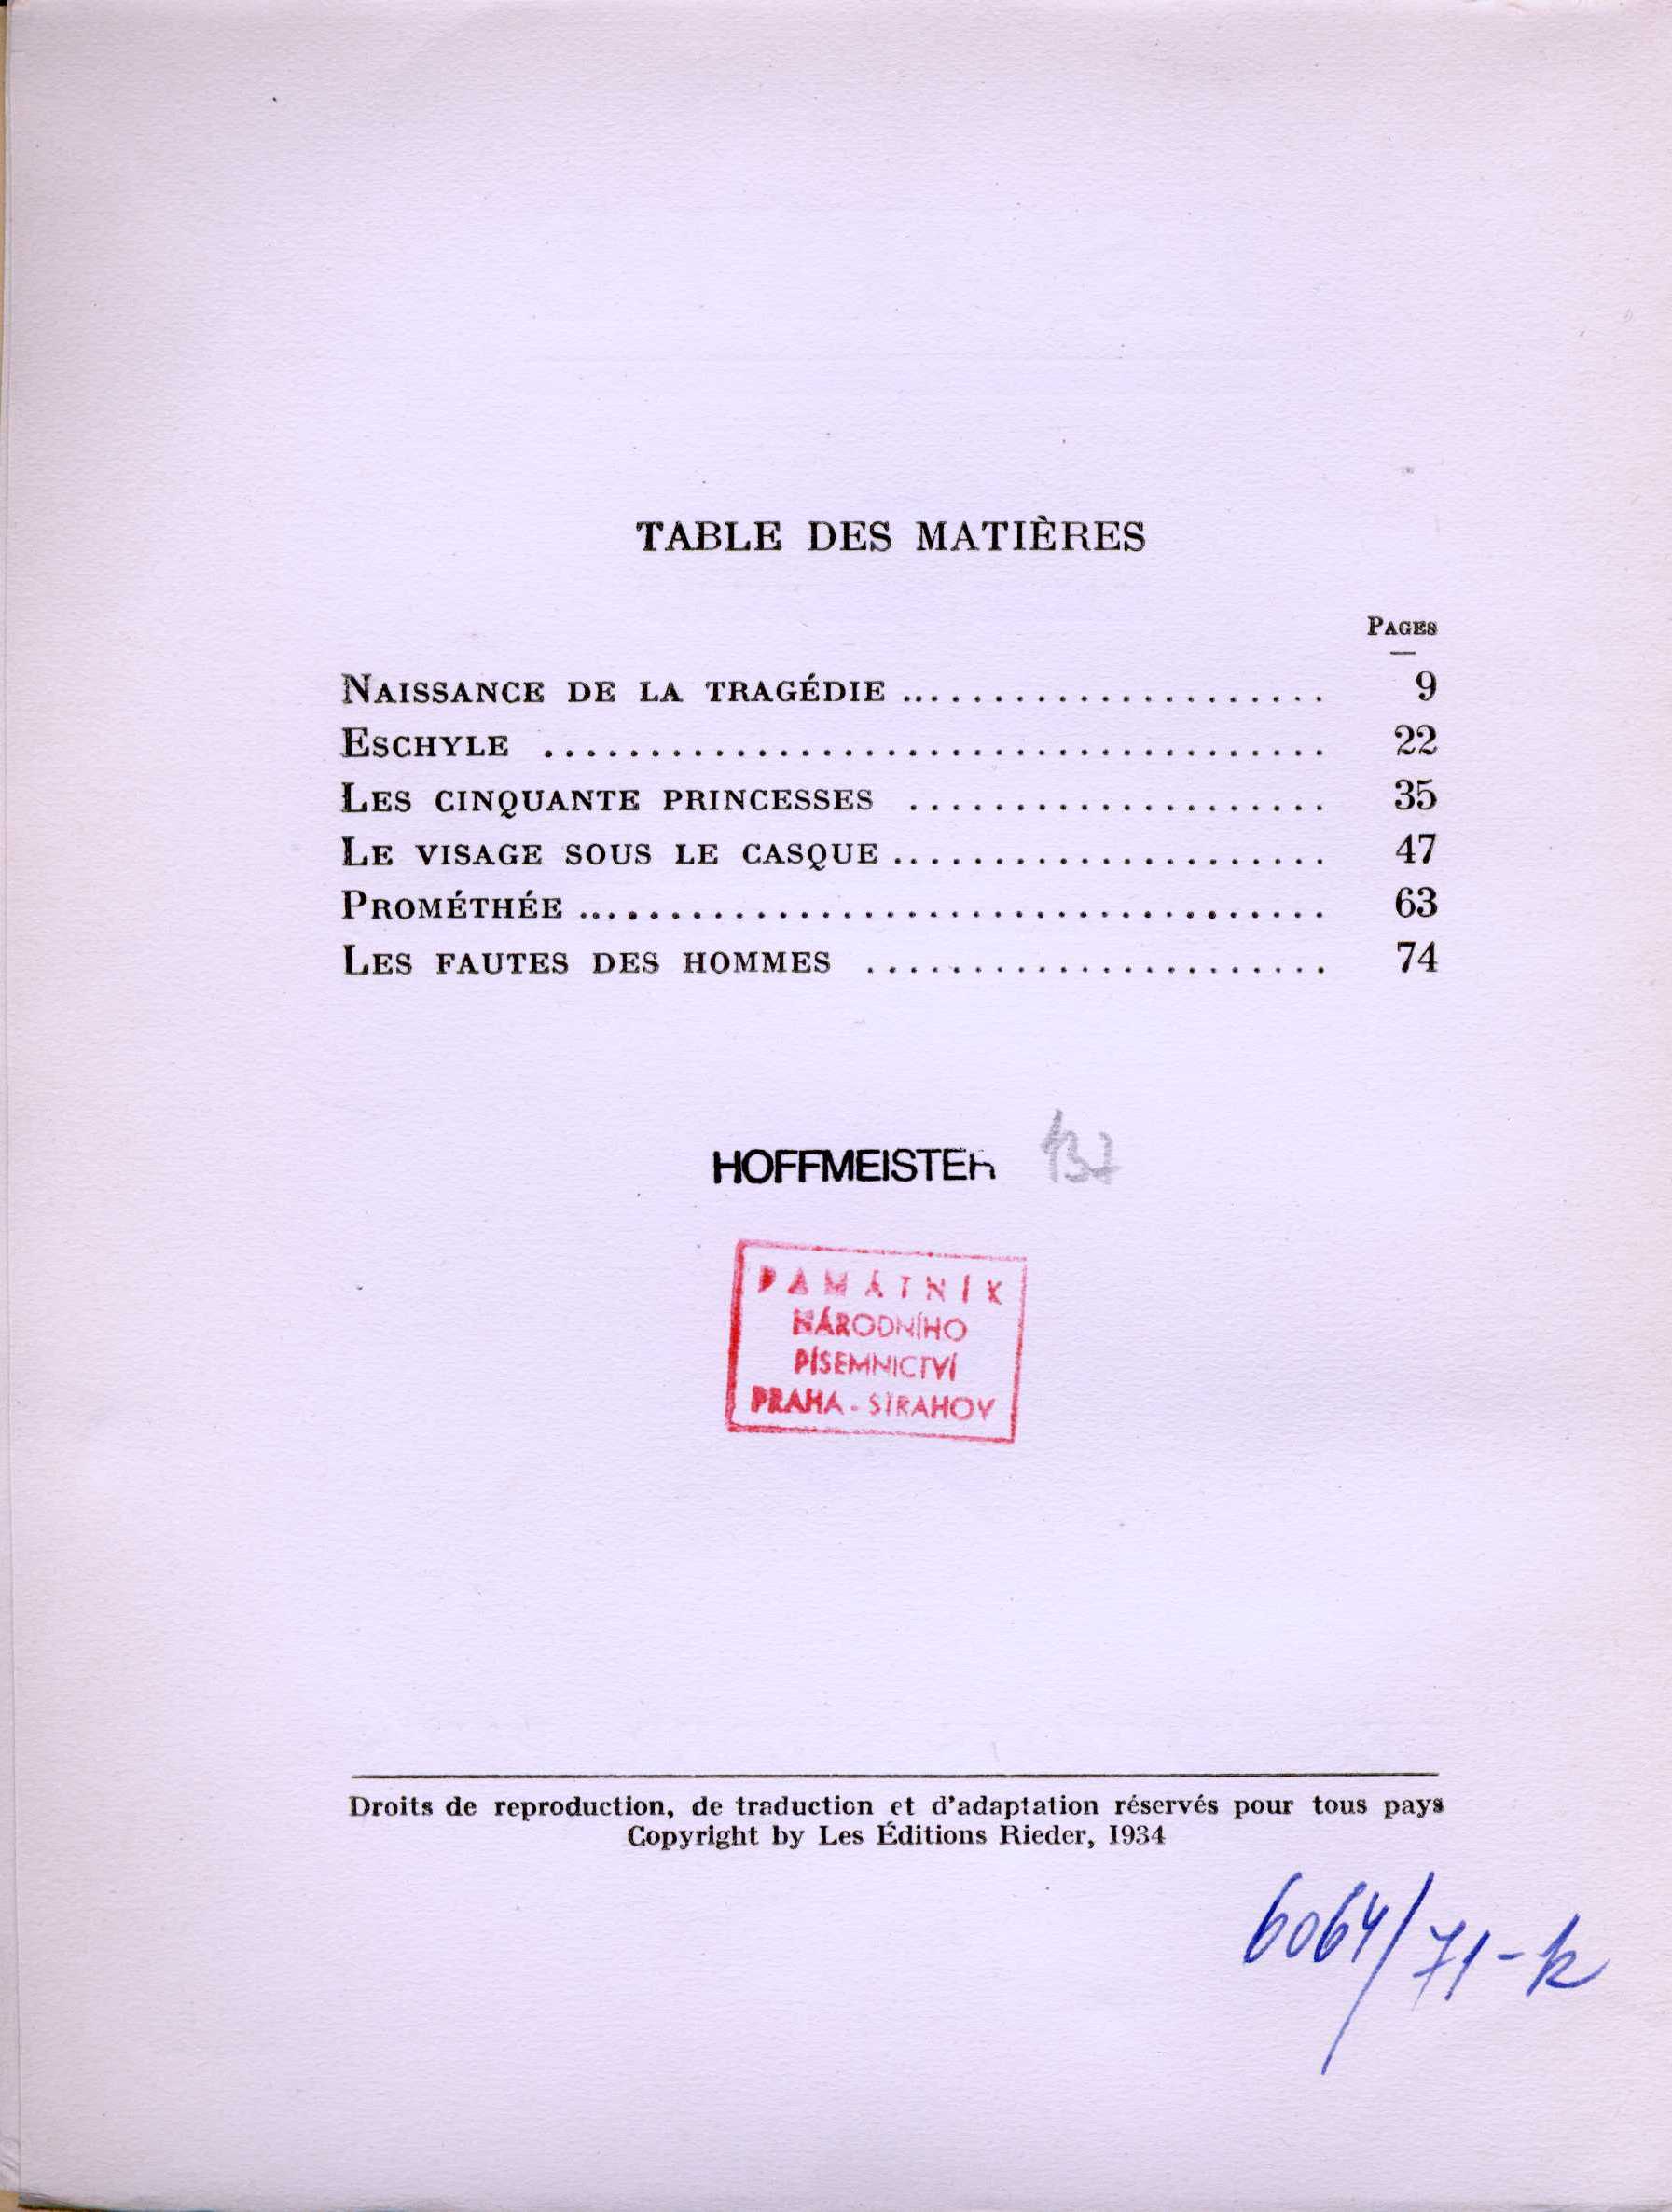 TABLE DES MATIÈRES
PAGES
NAISSANCE DE LA TRAGÉDIE ..................... 9
ESCHYLE ..................................... 22
LES CINQUANTE PRINCESSES .................... 35
LE VISAGE SOUS LE CASQUE ..................... 47
PROMÉTHÉE ................................... 63
LES FAUTES DES HOMMES ...................... 74
HOFFMEISTER 137
PAMÁTNÍK
NÁRODNÍHO
PÍSEMNICTVÍ
PRAHA - STRAHOV
Droits de reproduction, de traduction et d'adaptation réservés pour tous pays
Copyright by Les Éditions Rieder, 1934
6064/71-k